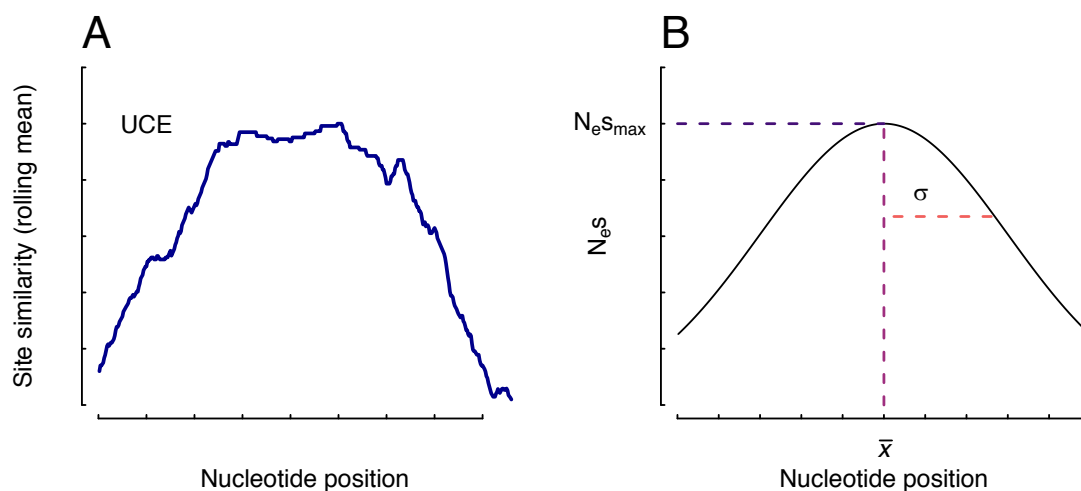 A
Site similarity (rolling mean)
UCE
Nucleotide position
B
Nₑsₘₐₓ
Nₑs
σ
x̄
Nucleotide position